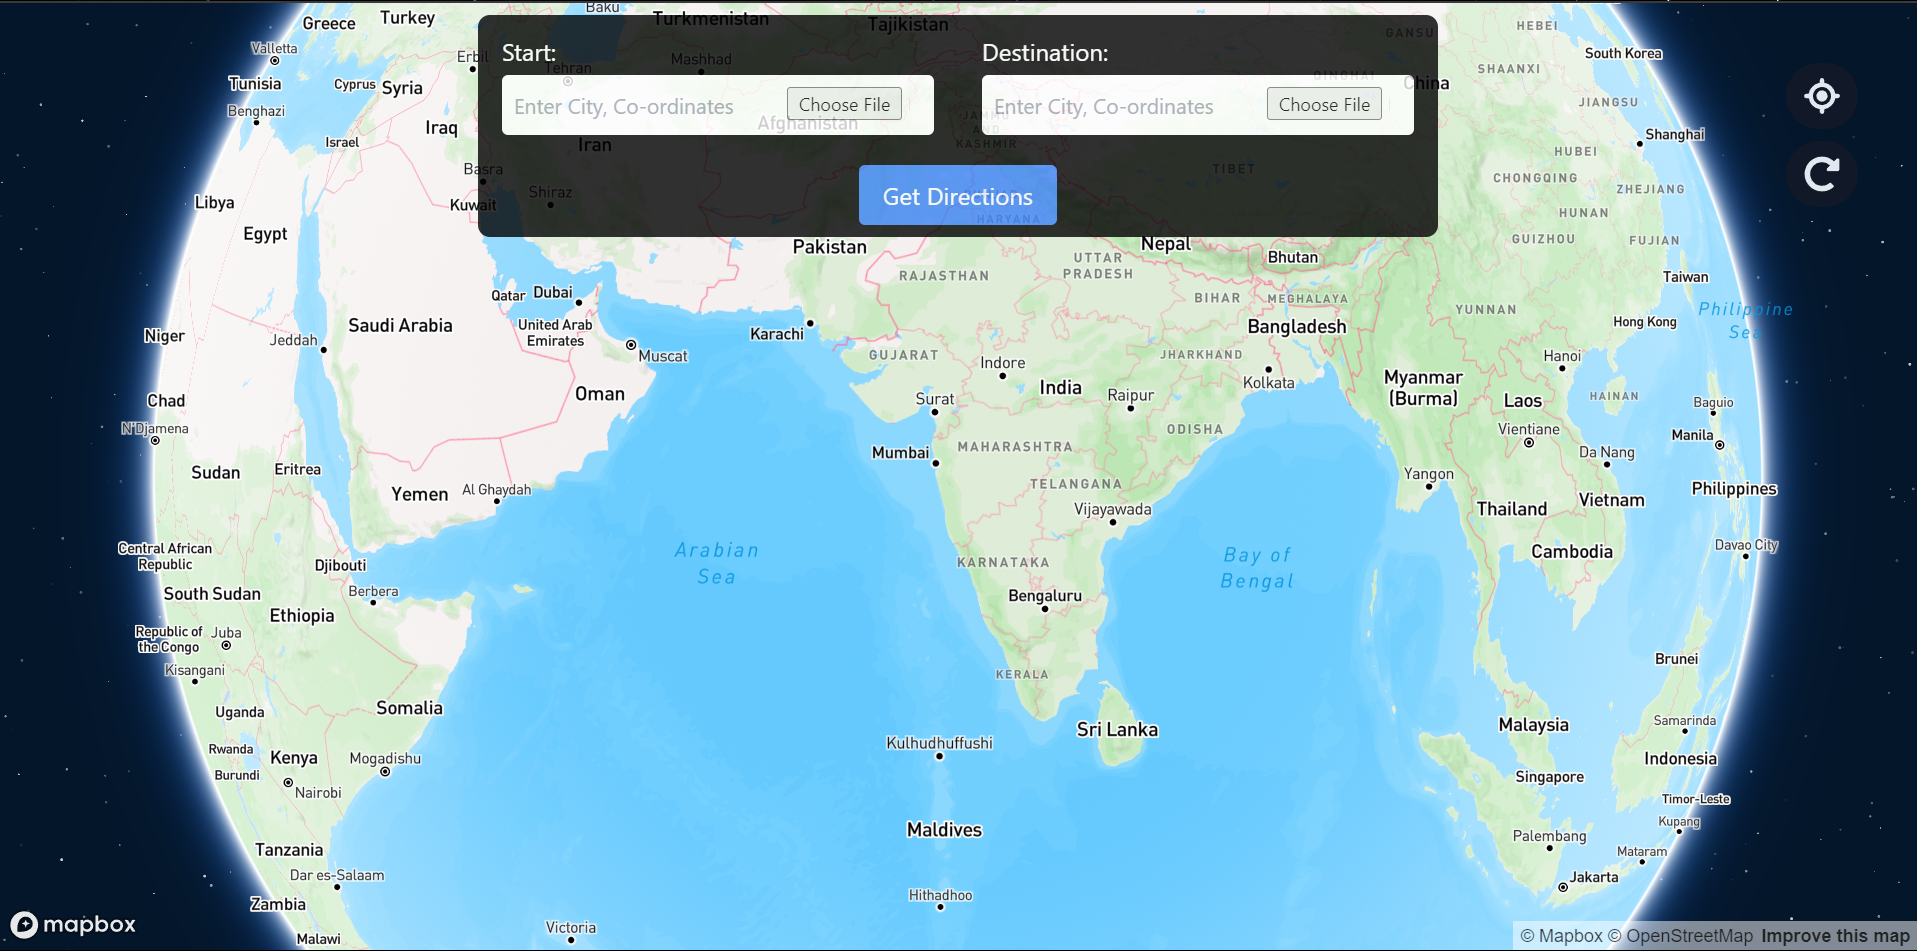 Start:
Enter City, Co-ordinates
Choose File
Destination:
Enter City, Co-ordinates
Choose File
Get Directions
Baku
Greece
Turkey
Turkmenistan
Tajikistan
GANSU
HEBEI
Valletta
Erbil
Mashhad
South Korea
Tehran
SHAANXI
QINGHAI
China
Tunisia
Cyprus
Syria
JIANGSU
Benghazi
Iraq
Afghanistan
JAMMU
AND
KASHMIR
Shanghai
Israel
Iran
HUBEI
Basra
TIBET
CHONGQING
ZHEJIANG
Libya
Kuwait
Shiraz
HUNAN
HARYANA
Egypt
Pakistan
Nepal
GUIZHOU
FUJIAN
Bhutan
UTTAR
PRADESH
RAJASTHAN
Taiwan
Qatar
Dubai
BIHAR
MEGHALAYA
YUNNAN
Philippine
Sea
Niger
Jeddah
Saudi Arabia
United Arab
Emirates
Karachi
Bangladesh
Hong Kong
Muscat
GUJARAT
Indore
JHARKHAND
Hanoi
Chad
Oman
Surat
India
Raipur
Kolkata
Myanmar
(Burma)
Laos
HAINAN
Baguio
N'Djamena
ODISHA
Vientiane
Manila
Sudan
Eritrea
Mumbai
MAHARASHTRA
Da Nang
Yemen
Al Ghaydah
TELANGANA
Yangon
Philippines
Vijayawada
Thailand
Vietnam
Central African
Republic
Djibouti
Arabian
Sea
KARNATAKA
Bay of
Bengal
Cambodia
Davao City
South Sudan
Berbera
Bengaluru
Ethiopia
Republic of
the Congo
Juba
Kisangani
KERALA
Brunei
Uganda
Somalia
Sri Lanka
Malaysia
Samarinda
Rwanda
Kenya
Mogadishu
Kulhudhuffushi
Indonesia
Burundi
Nairobi
Singapore
Timor-Leste
Maldives
Kupang
Tanzania
Palembang
Mataram
Dar es-Salaam
Jakarta
Hithadhoo
Zambia
Victoria
Malawi
mapbox
© Mapbox © OpenStreetMap Improve this map